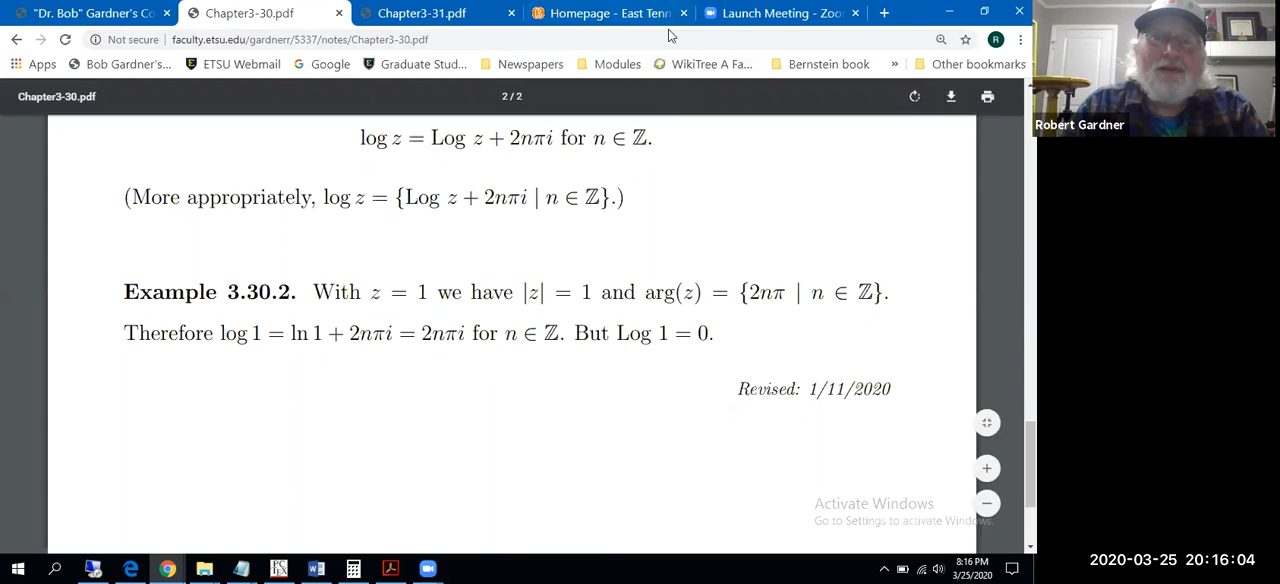 "Dr. Bob" Gardner's Co
Chapter3-30.pdf
Chapter3-31.pdf
Homepage - East Tenn
Launch Meeting - Zoo
Not secure | faculty.etsu.edu/gardnerr/5337/notes/Chapter3-30.pdf
R
Apps Bob Gardner's... ETSU Webmail Google Graduate Stud... Newspapers Modules WikiTree A Fa... Bernstein book » Other bookmarks
Chapter3-30.pdf 2 / 2
Robert Gardner
log z = Log z + 2nπi for n ∈ ℤ.
(More appropriately, log z = {Log z + 2nπi | n ∈ ℤ}.)
Example 3.30.2. With z = 1 we have |z| = 1 and arg(z) = {2nπ | n ∈ ℤ}.
Therefore log 1 = ln 1 + 2nπi = 2nπi for n ∈ ℤ. But Log 1 = 0.
Revised: 1/11/2020
Activate Windows
Go to Settings to activate Windows.
2020-03-25 20:16:04
8:16 PM
3/25/2020